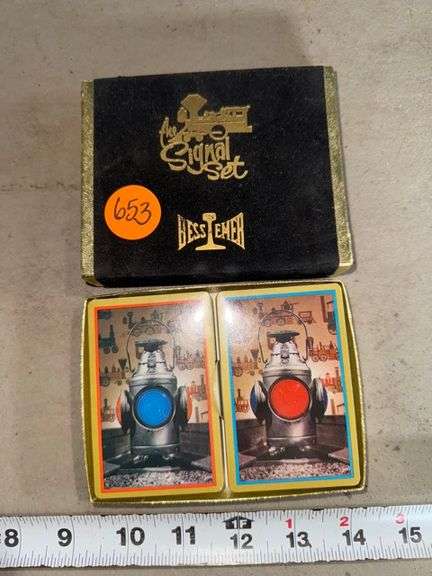 The
Signal
Set
653
BESSEMER
8 9 10 11 12 13 14 15
1 2 3